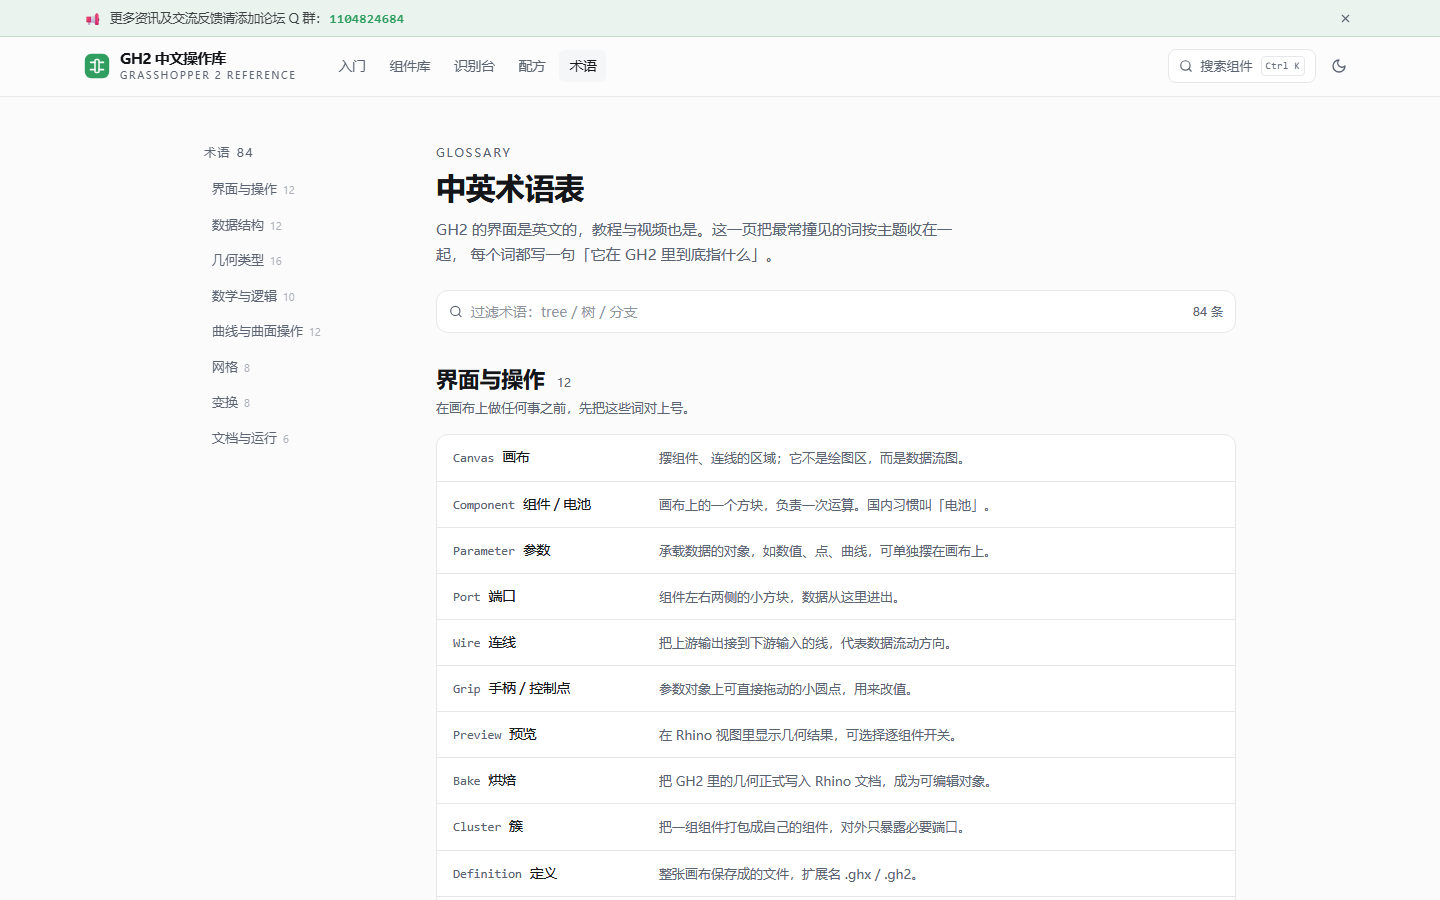 更多资讯及交流反馈请添加论坛 Q 群： 1104824684
GH2 中文操作库
GRASSHOPPER 2 REFERENCE
入门
组件库
识别台
配方
术语
搜索组件
Ctrl K
术语 84
界面与操作 12
数据结构 12
几何类型 16
数学与逻辑 10
曲线与曲面操作 12
网格 8
变换 8
文档与运行 6
GLOSSARY
中英术语表
GH2 的界面是英文的，教程与视频也是。这一页把最常撞见的词按主题收在一
起， 每个词都写一句「它在 GH2 里到底指什么」。
过滤术语：tree / 树 / 分支
84 条
界面与操作 12
在画布上做任何事之前，先把这些词对上号。
Canvas 画布 摆组件、连线的区域；它不是绘图区，而是数据流图。
Component 组件 / 电池 画布上的一个方块，负责一次运算。国内习惯叫「电池」。
Parameter 参数 承载数据的对象，如数值、点、曲线，可单独摆在画布上。
Port 端口 组件左右两侧的小方块，数据从这里进出。
Wire 连线 把上游输出接到下游输入的线，代表数据流动方向。
Grip 手柄 / 控制点 参数对象上可直接拖动的小圆点，用来改值。
Preview 预览 在 Rhino 视图里显示几何结果，可选择逐组件开关。
Bake 烘焙 把 GH2 里的几何正式写入 Rhino 文档，成为可编辑对象。
Cluster 簇 把一组组件打包成自己的组件，对外只暴露必要端口。
Definition 定义 整张画布保存成的文件，扩展名 .ghx / .gh2。